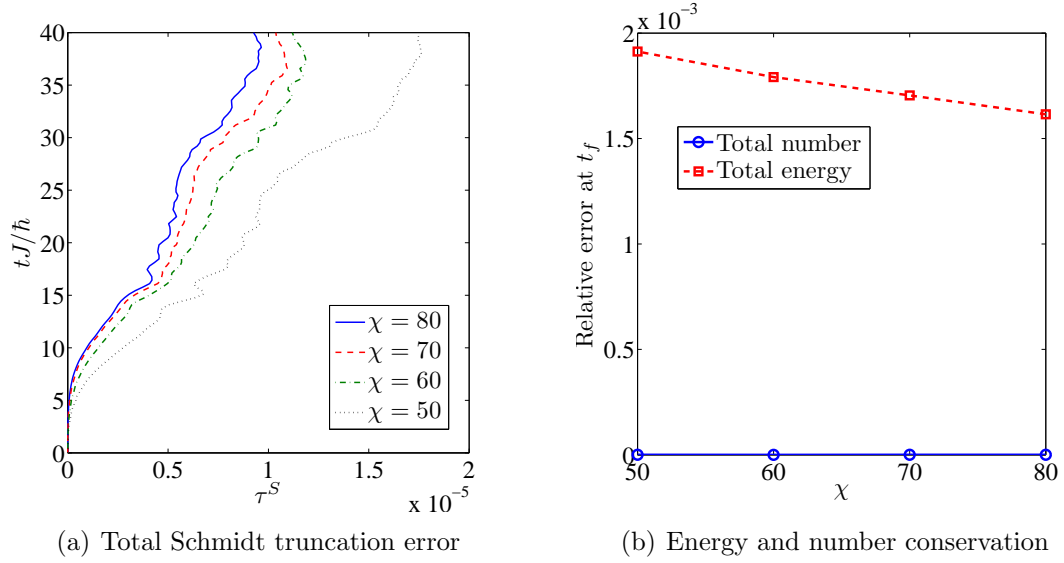 40
35
30
25
20
15
10
5
0
tJ/ħ
χ = 80
χ = 70
χ = 60
χ = 50
0 0.5 1 1.5 2
τ^S
x 10^−5
(a) Total Schmidt truncation error
x 10^−3
2
1.5
1
0.5
0
Relative error at t_f
Total number
Total energy
50 60 70 80
χ
(b) Energy and number conservation